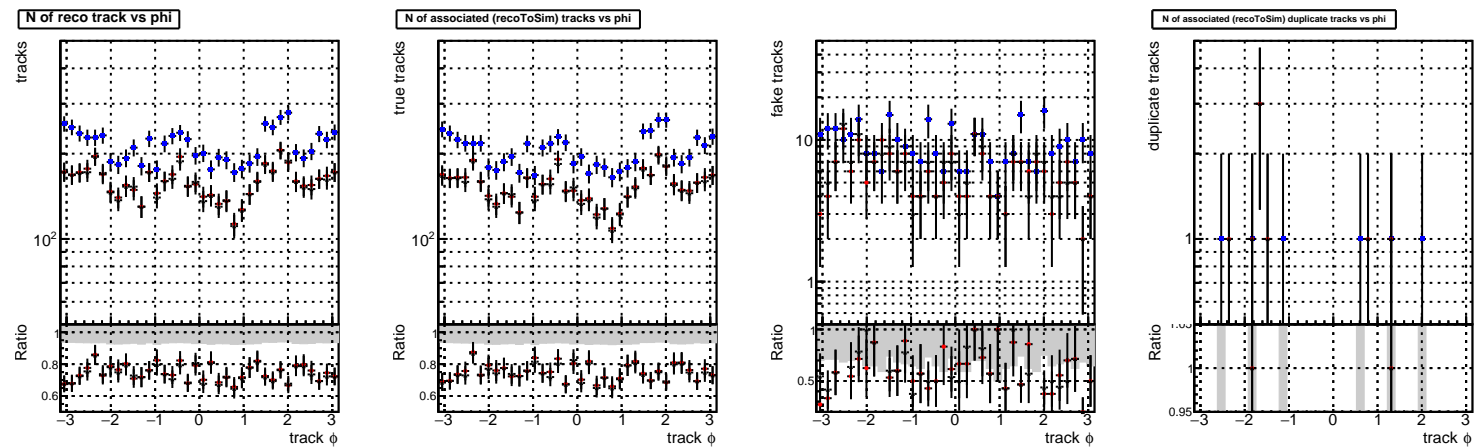 N of reco track vs phi
tracks
10²
Ratio
1
0.8
0.6
−3 −2 −1 0 1 2 3
track ϕ
N of associated (recoToSim) tracks vs phi
true tracks
10²
Ratio
1
0.8
0.6
−3 −2 −1 0 1 2 3
track ϕ
fake tracks
10
1
Ratio
1
0.5
−3 −2 −1 0 1 2 3
track ϕ
N of associated (recoToSim) duplicate tracks vs phi
duplicate tracks
1
Ratio
1
0.95
−3 −2 −1 0 1 2 3
track ϕ